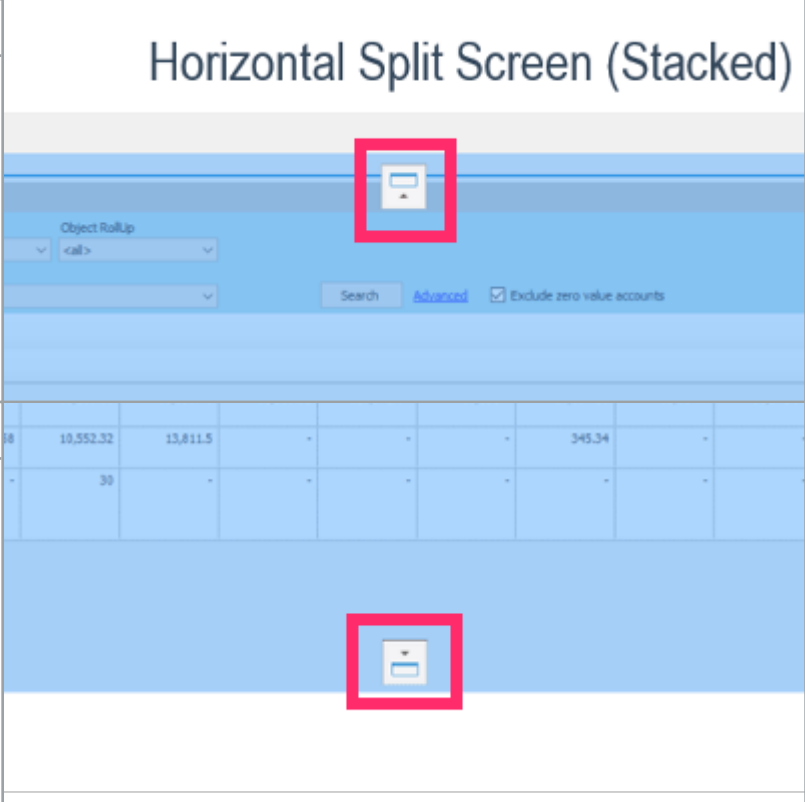 Horizontal Split Screen (Stacked)
Object RollUp
<all>
Search Advanced Exclude zero value accounts
10,552.32 13,811.5 - - - 345.34 -
- 30 - - - - - -